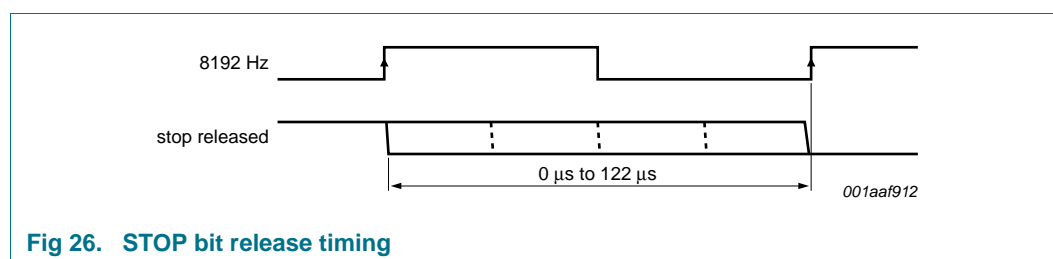 8192 Hz
stop released
0 μs to 122 μs
001aaf912
Fig 26. STOP bit release timing